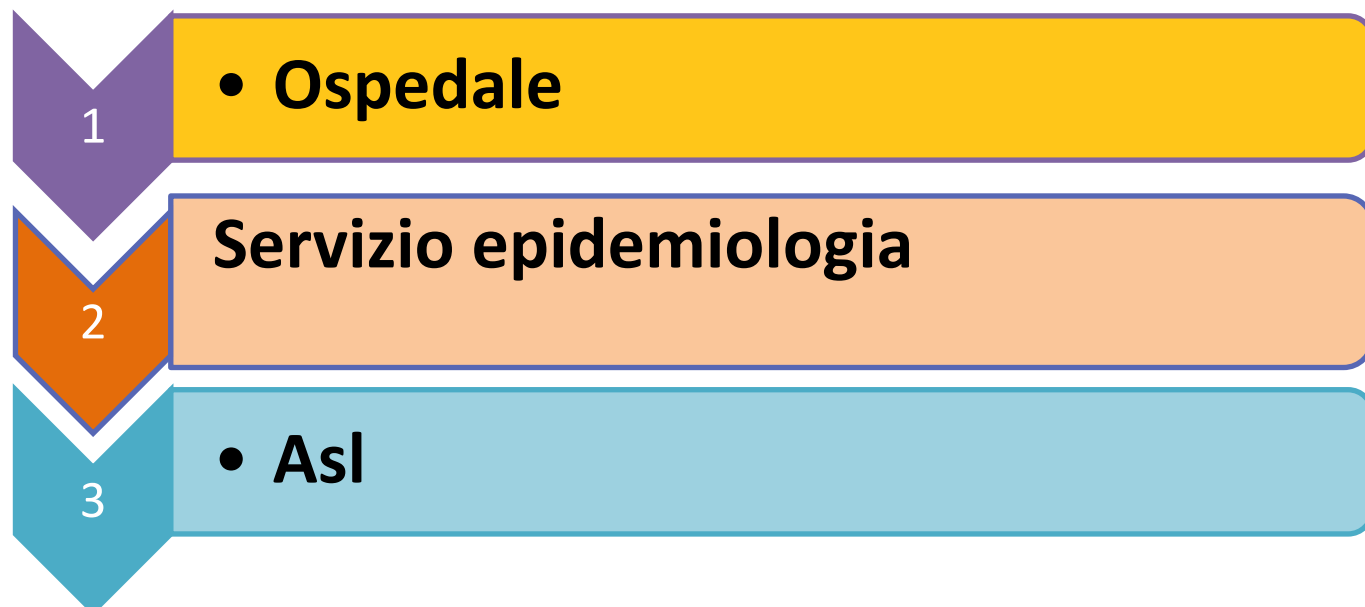 1
• Ospedale
2
Servizio epidemiologia
3
• Asl